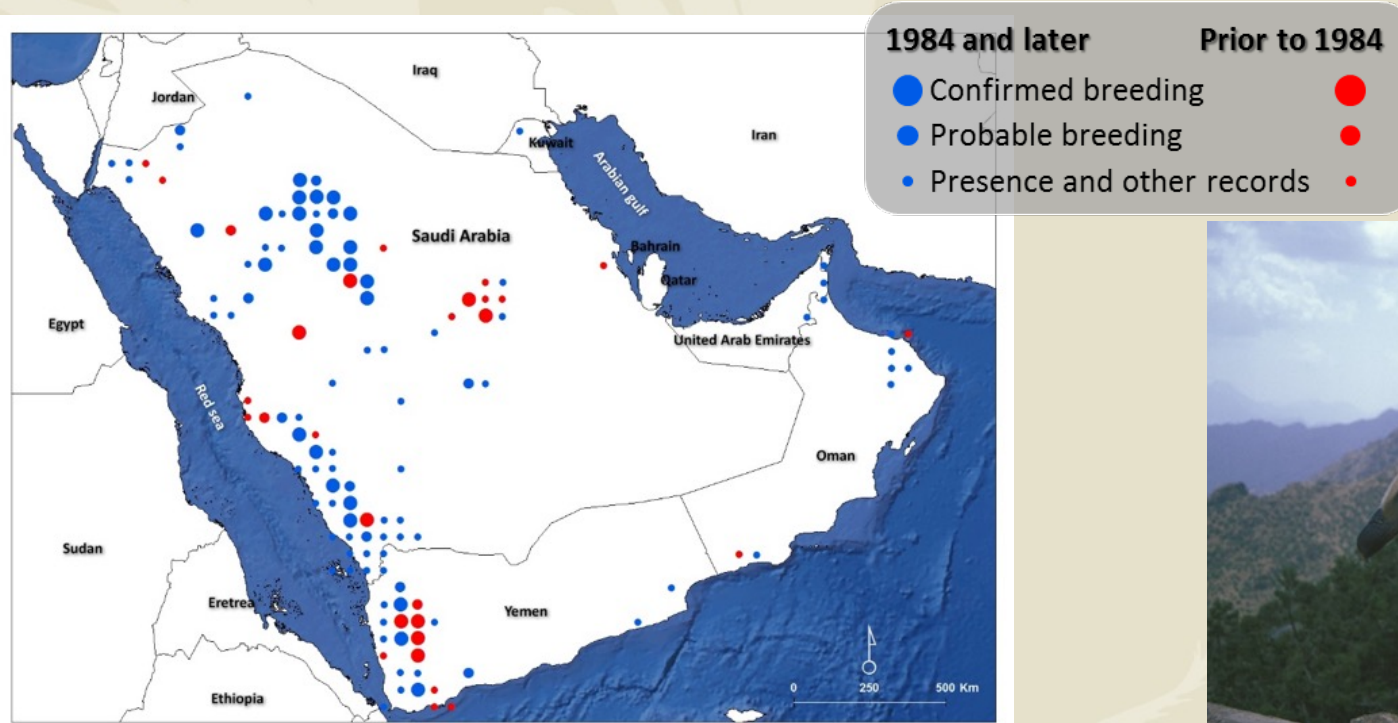 1984 and later Prior to 1984
Confirmed breeding
Probable breeding
Presence and other records
Iraq
Jordan
Iran
Kuwait
Arabian gulf
Saudi Arabia
Bahrain
Qatar
Egypt
United Arab Emirates
Red sea
Oman
Sudan
Eretrea
Yemen
Ethiopia
0 250 500 Km